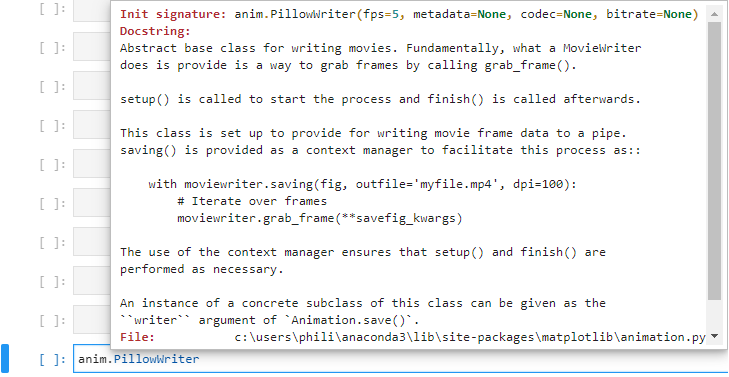 [ ]:
Init signature: anim.PillowWriter(fps=5, metadata=None, codec=None, bitrate=None)
Docstring:
[ ]:
Abstract base class for writing movies. Fundamentally, what a MovieWriter
does is provide is a way to grab frames by calling grab_frame().
[ ]:
setup() is called to start the process and finish() is called afterwards.
[ ]:
This class is set up to provide for writing movie frame data to a pipe.
saving() is provided as a context manager to facilitate this process as::
[ ]:
with moviewriter.saving(fig, outfile='myfile.mp4', dpi=100):
# Iterate over frames
[ ]:
moviewriter.grab_frame(**savefig_kwargs)
[ ]:
The use of the context manager ensures that setup() and finish() are
performed as necessary.
[ ]:
An instance of a concrete subclass of this class can be given as the
[ ]:
``writer`` argument of `Animation.save()`.
File: c:\users\phili\anaconda3\lib\site-packages\matplotlib\animation.py
[ ]: anim.PillowWriter